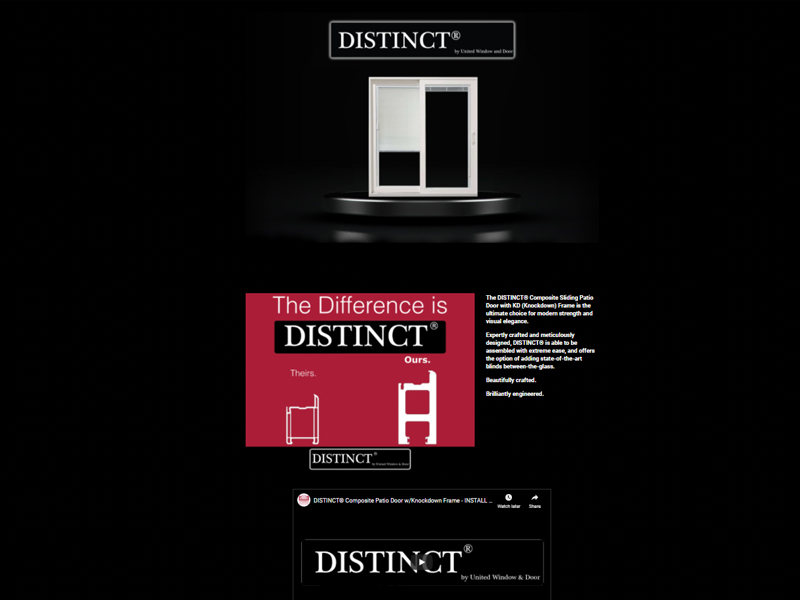 DISTINCT®
by United Window and Door
The Difference is
DISTINCT®
Ours.
Theirs.
The DISTINCT® Composite Sliding Patio
Door with KD (Knockdown) Frame is the
ultimate choice for modern strength and
visual elegance.
Expertly crafted and meticulously
designed, DISTINCT® is able to be
assembled with extreme ease, and offers
the option of adding state-of-the-art
blinds between-the-glass.
Beautifully crafted.
Brilliantly engineered.
DISTINCT®
by United Window & Door
DISTINCT® Composite Patio Door w/Knockdown Frame - INSTALL ...
Watch later
Share
DISTINCT®
by United Window & Door